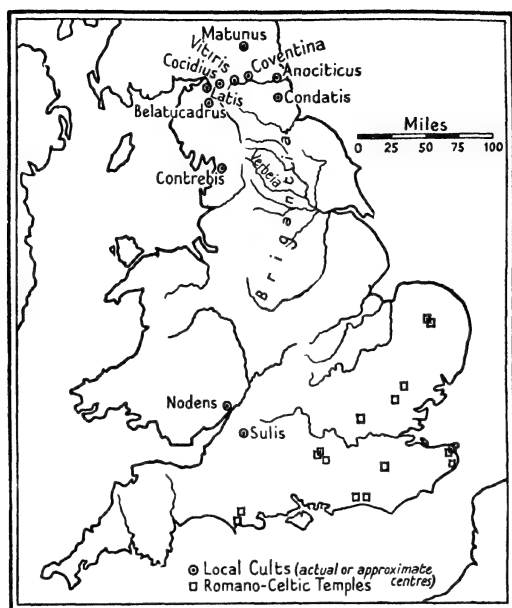 Matunus
Vitiris
Coventina
Cocidius
Anociticus
Latis
Belatucadrus
Condatis
Miles
0 25 50 75 100
Verbeia
Contrebis
Brigantia
Nodens
Sulis
Local Cults (actual or approximate
centres)
Romano-Celtic Temples